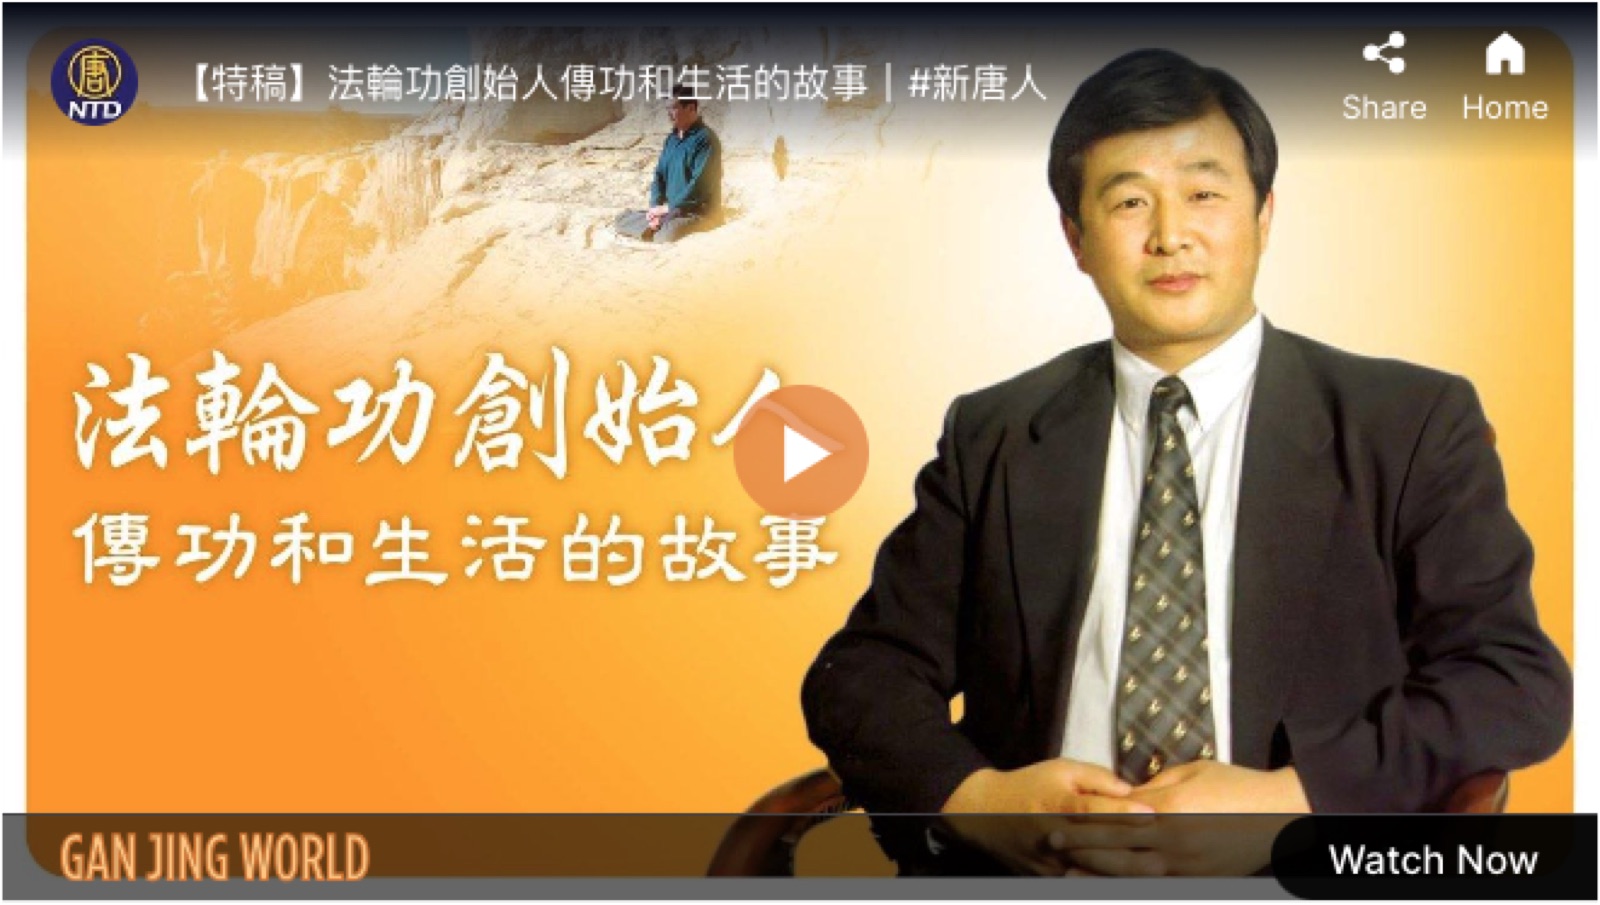 唐
NTD
【特稿】法輪功創始人傳功和生活的故事｜#新唐人
Share
Home
法輪功創始人
傳功和生活的故事
GAN JING WORLD
Watch Now